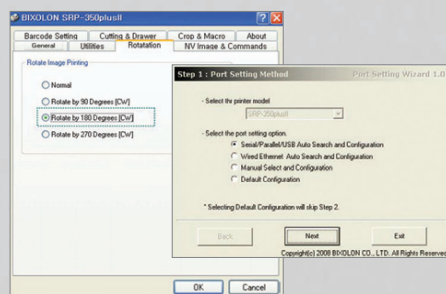 BIXOLON SRP-350plusII
Barcode Setting Cutting & Drawer Crop & Macro About
General Utilities Rotatation NV Image & Commands
Rotate Image Printing
Normal
Rotate by 90 Degrees [CW]
Rotate by 180 Degrees [CW]
Rotate by 270 Degrees [CW]
OK Cancel
Step 1 : Port Setting Method Port Setting Wizard 1.0
- Select thr printer model
SRP-350plusII
- Select the port setting option.
Serial/Parallel/USB Auto Search and Configuration
Wired Ethernet Auto Search and Configuration
Manual Select and Configuration
Default Configuration
* Selecting Default Configuration will skip Step 2.
Back Next Exit
Copyright(c) 2008 BIXOLON CO., LTD. All Rights Reserved